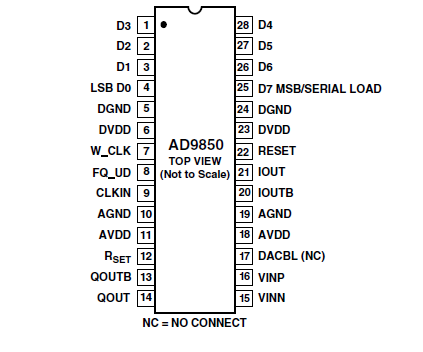 D3 1 28 D4
D2 2 27 D5
D1 3 26 D6
LSB D0 4 25 D7 MSB/SERIAL LOAD
DGND 5 24 DGND
DVDD 6 23 DVDD
W_CLK 7 AD9850 22 RESET
FQ_UD 8 TOP VIEW (Not to Scale) 21 IOUT
CLKIN 9 20 IOUTB
AGND 10 19 AGND
AVDD 11 18 AVDD
RSET 12 17 DACBL (NC)
QOUTB 13 16 VINP
QOUT 14 15 VINN
NC = NO CONNECT